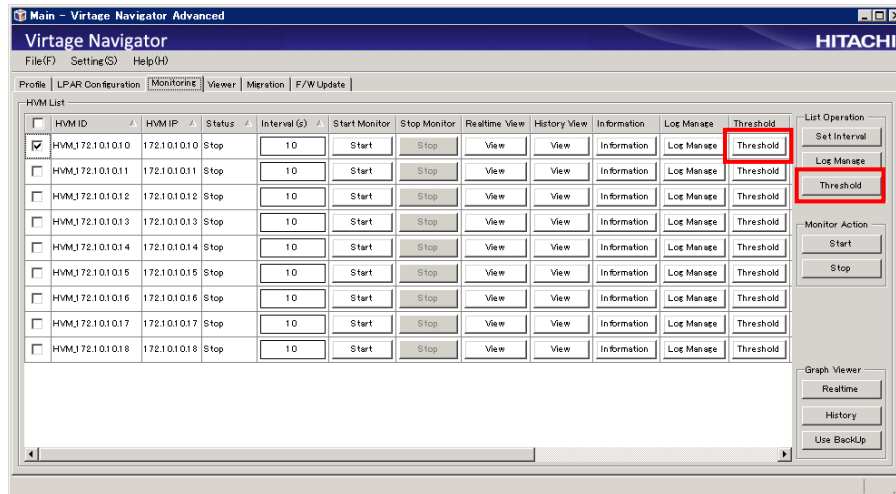 Main - Virtage Navigator Advanced
Virtage Navigator
HITACHI
File(F) Setting(S) Help(H)
Profile LPAR Configuration Monitoring Viewer Migration F/W Update
HVM List
HVM ID HVM IP Status Interval (s) Start Monitor Stop Monitor Realtime View History View Information Log Manage Threshold
HVM_172.10.10.10 172.10.10.10 Stop 10 Start Stop View View Information Log Manage Threshold
HVM_172.10.10.11 172.10.10.11 Stop 10 Start Stop View View Information Log Manage Threshold
HVM_172.10.10.12 172.10.10.12 Stop 10 Start Stop View View Information Log Manage Threshold
HVM_172.10.10.13 172.10.10.13 Stop 10 Start Stop View View Information Log Manage Threshold
HVM_172.10.10.14 172.10.10.14 Stop 10 Start Stop View View Information Log Manage Threshold
HVM_172.10.10.15 172.10.10.15 Stop 10 Start Stop View View Information Log Manage Threshold
HVM_172.10.10.16 172.10.10.16 Stop 10 Start Stop View View Information Log Manage Threshold
HVM_172.10.10.17 172.10.10.17 Stop 10 Start Stop View View Information Log Manage Threshold
HVM_172.10.10.18 172.10.10.18 Stop 10 Start Stop View View Information Log Manage Threshold
List Operation
Set Interval
Log Manage
Threshold
Monitor Action
Start
Stop
Graph Viewer
Realtime
History
Use BackUp